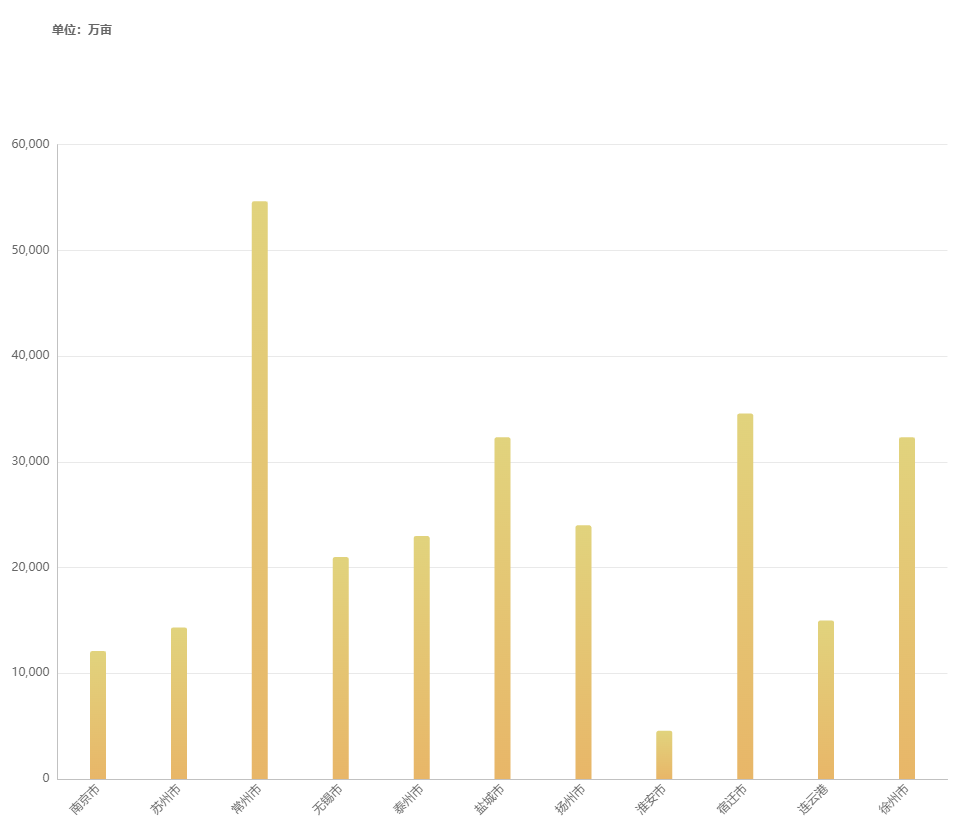 单位：万亩
60,000
50,000
40,000
30,000
20,000
10,000
0
南京市
苏州市
常州市
无锡市
泰州市
盐城市
扬州市
淮安市
宿迁市
连云港
徐州市